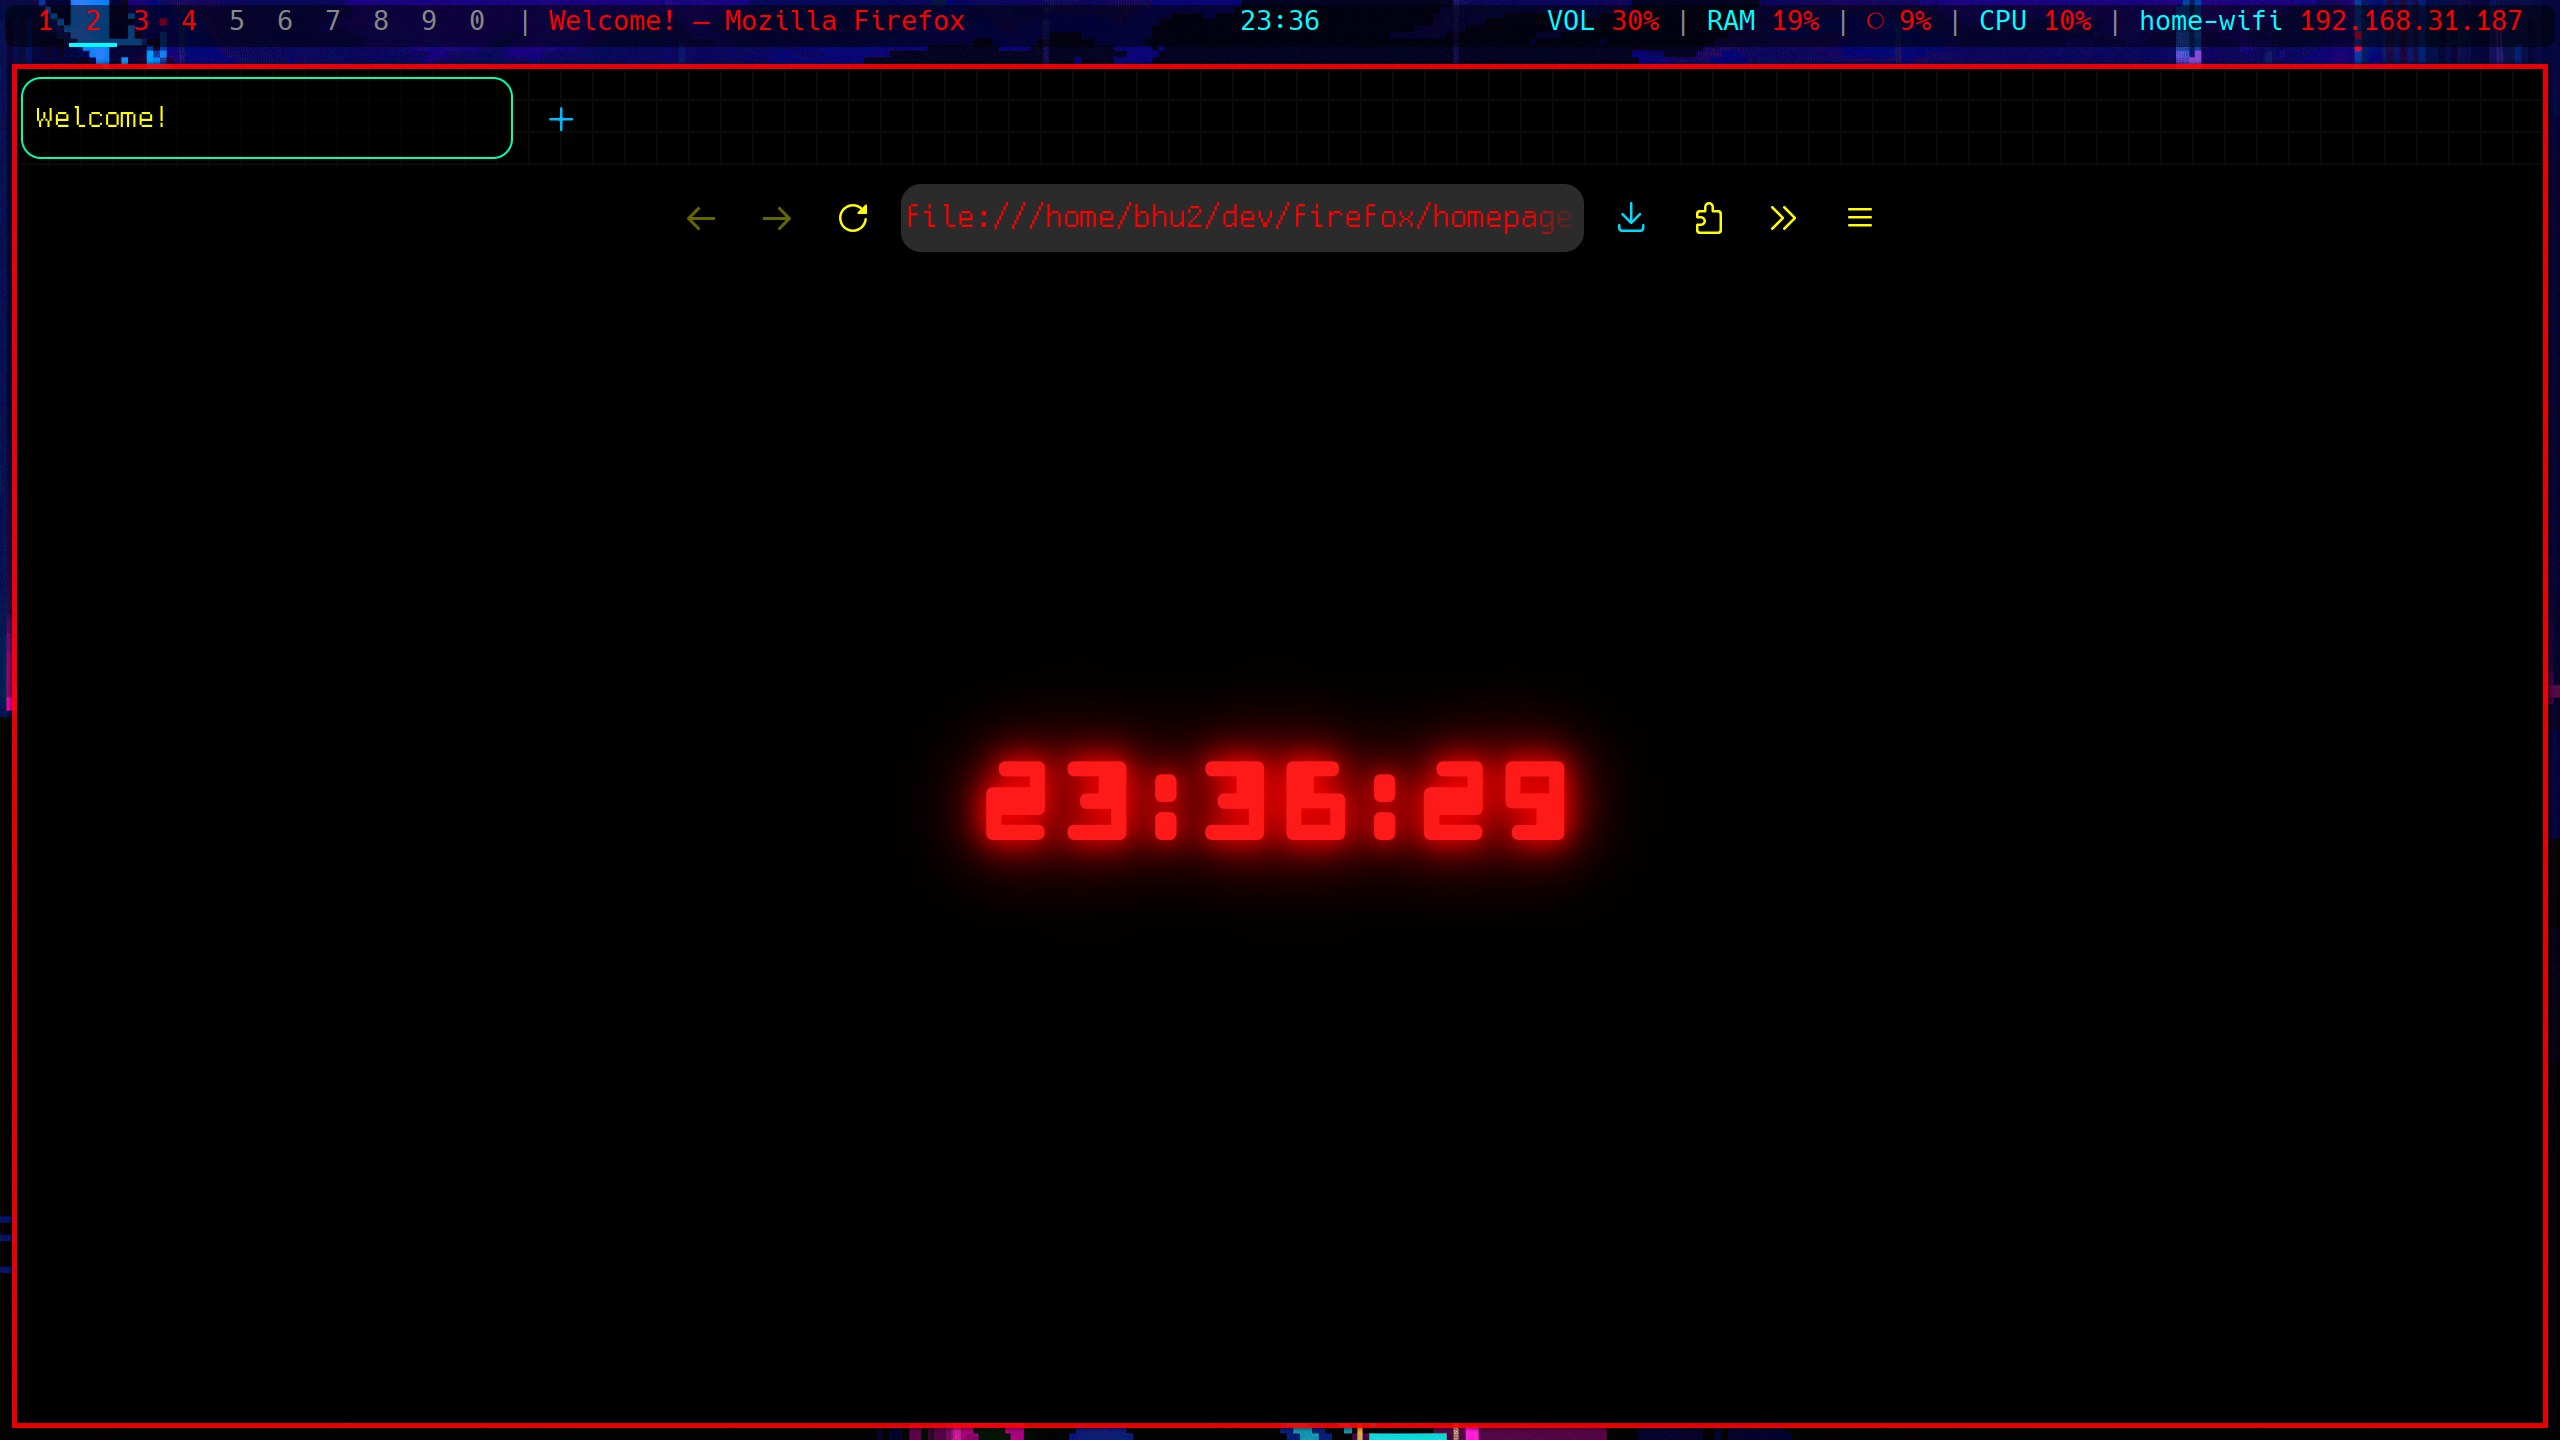 1 2 3 4 5 6 7 8 9 0 | Welcome! — Mozilla Firefox 23:36 VOL 30% | RAM 19% | 9% | CPU 10% | home-wifi 192.168.31.187
Welcome!
file:///home/bhu2/dev/firefox/homepage
23:36:29